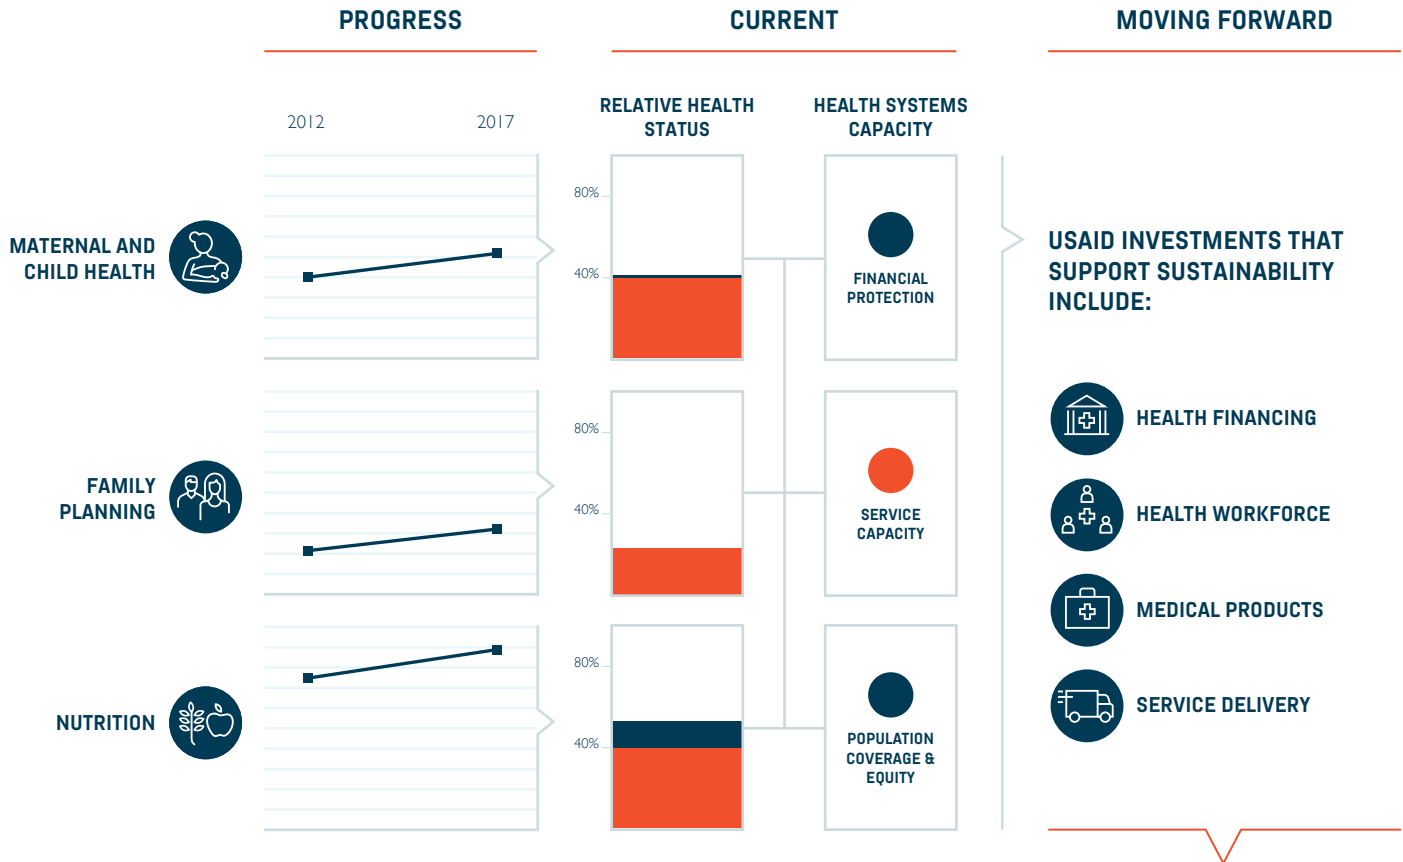 PROGRESS
CURRENT
MOVING FORWARD
2012
2017
RELATIVE HEALTH
STATUS
HEALTH SYSTEMS
CAPACITY
MATERNAL AND
CHILD HEALTH
80%
40%
FINANCIAL
PROTECTION
FAMILY
PLANNING
80%
40%
SERVICE
CAPACITY
NUTRITION
80%
40%
POPULATION
COVERAGE &
EQUITY
USAID INVESTMENTS THAT
SUPPORT SUSTAINABILITY
INCLUDE:
HEALTH FINANCING
HEALTH WORKFORCE
MEDICAL PRODUCTS
SERVICE DELIVERY